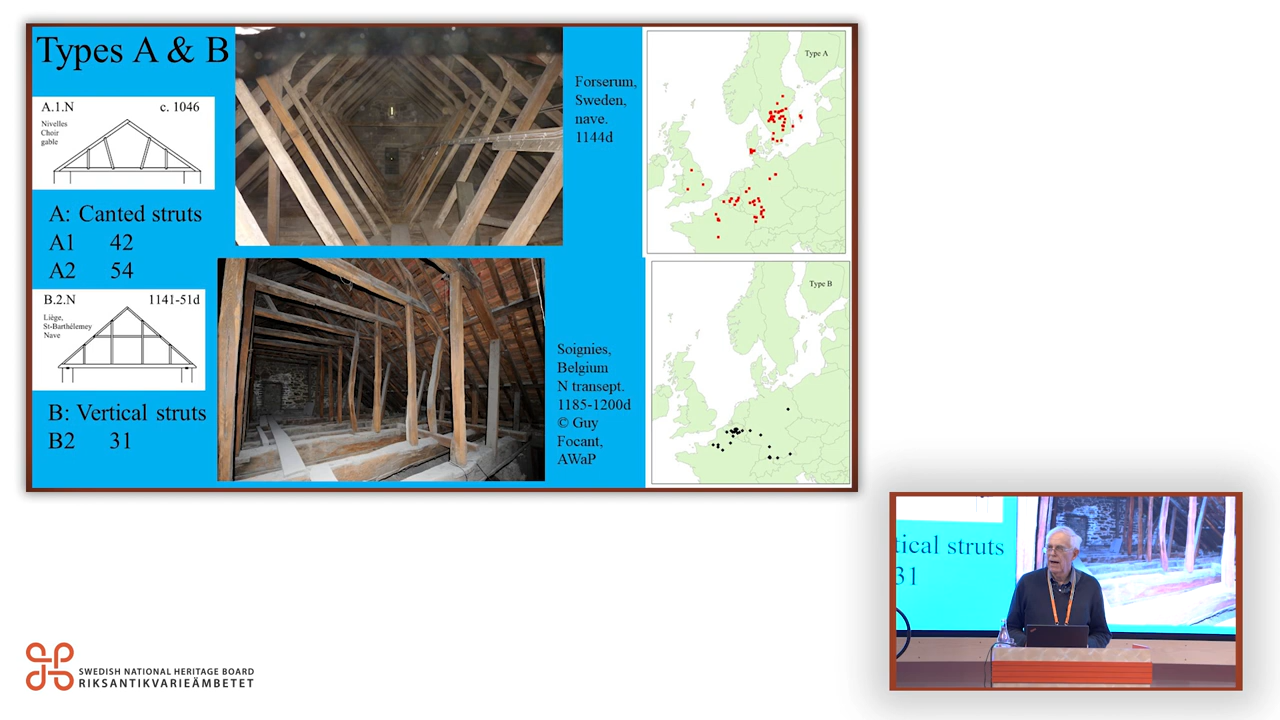 Types A & B
A.1.N c. 1046
Nivelles
Choir
gable
A: Canted struts
A1 42
A2 54
B.2.N 1141-51d
Liège,
St-Barthélemey
Nave
B: Vertical struts
B2 31
Forserum,
Sweden,
nave.
1144d
Soignies,
Belgium
N transept.
1185-1200d
© Guy
Focant,
AWaP
Type A
Type B
tical struts
31
SWEDISH NATIONAL HERITAGE BOARD
RIKSANTIKVARIEÄMBETET